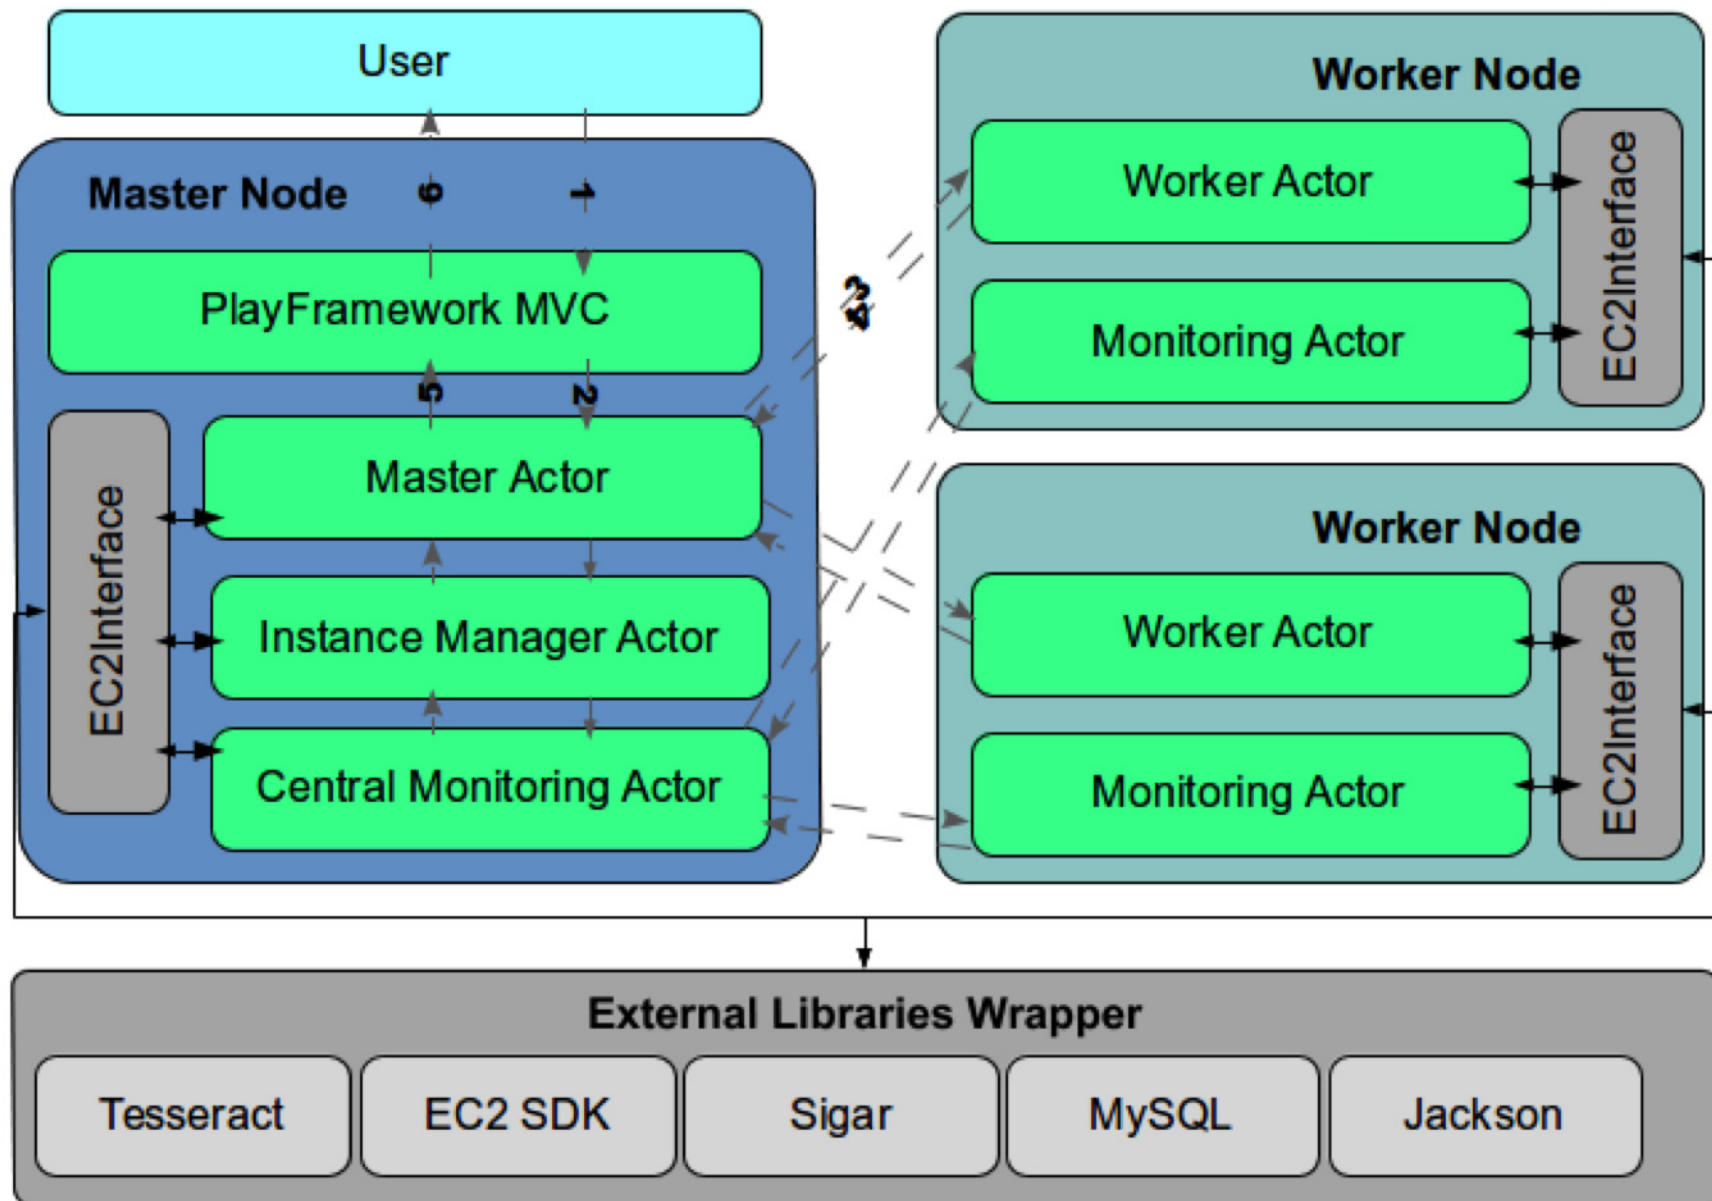 User
Master Node
6
1
PlayFramework MVC
5
2
Master Actor
EC2Interface
Instance Manager Actor
Central Monitoring Actor
3
4
Worker Node
Worker Actor
Monitoring Actor
EC2Interface
Worker Node
Worker Actor
Monitoring Actor
EC2Interface
External Libraries Wrapper
Tesseract
EC2 SDK
Sigar
MySQL
Jackson